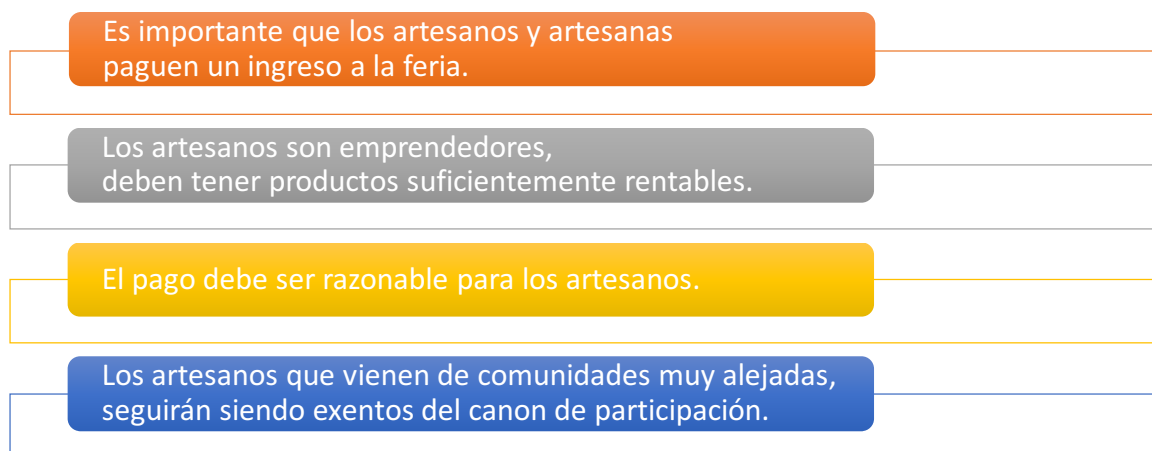 Es importante que los artesanos y artesanas
paguen un ingreso a la feria.
Los artesanos son emprendedores,
deben tener productos suficientemente rentables.
El pago debe ser razonable para los artesanos.
Los artesanos que vienen de comunidades muy alejadas,
seguirán siendo exentos del canon de participación.